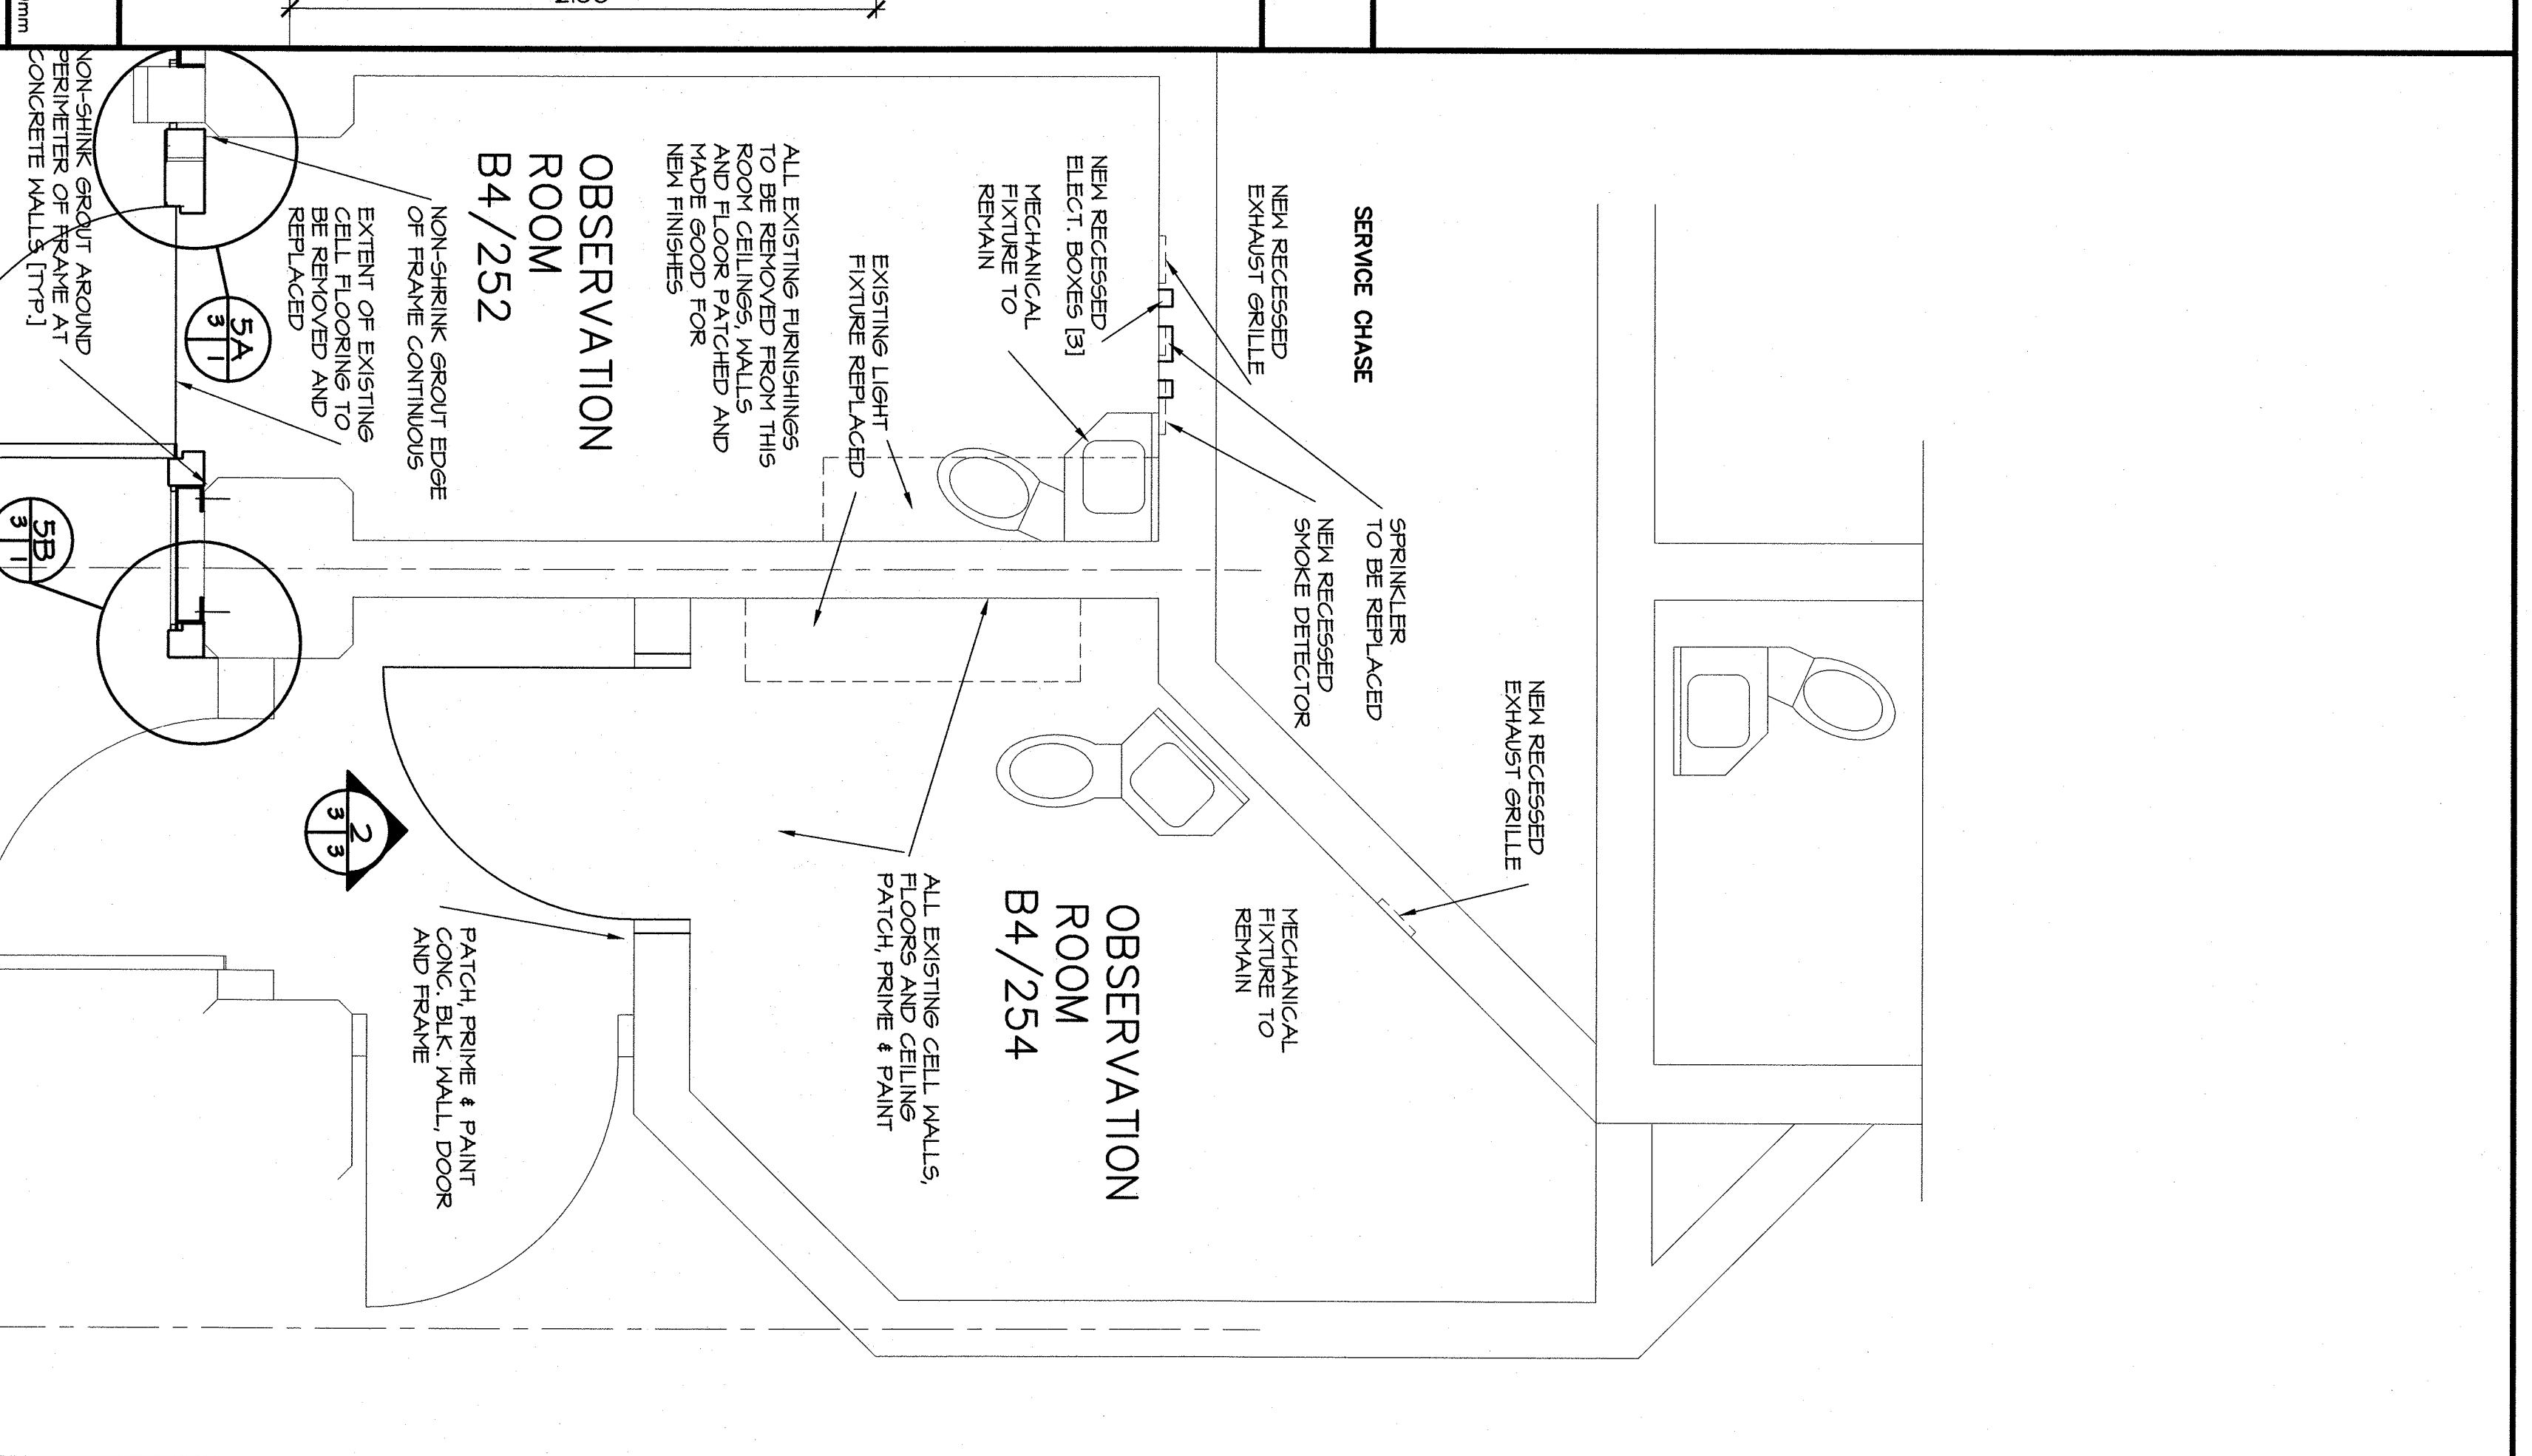 SERVICE CHASE
NEW RECESSED
EXHAUST GRILLE
NEW RECESSED
ELECT. BOXES [3]
MECHANICAL
FIXTURE TO
REMAIN
SPRINKLER
TO BE REPLACED
NEW RECESSED
SMOKE DETECTOR
NEW RECESSED
EXHAUST GRILLE
EXISTING LIGHT
FIXTURE REPLACED
ALL EXISTING FURNISHINGS
TO BE REMOVED FROM THIS
ROOM CEILINGS, WALLS
AND FLOOR PATCHED AND
MADE GOOD FOR
NEW FINISHES
OBSERVATION
ROOM
B4/252
MECHANICAL
FIXTURE TO
REMAIN
OBSERVATION
ROOM
B4/254
ALL EXISTING CELL WALLS,
FLOORS AND CEILING
PATCH, PRIME & PAINT
NON-SHRINK GROUT EDGE
OF FRAME CONTINUOUS
EXTENT OF EXISTING
CELL FLOORING TO
BE REMOVED AND
REPLACED
PATCH, PRIME & PAINT
CONC. BLK. WALL, DOOR
AND FRAME
2
3 3
5A
3 1
NON-SHINK GROUT AROUND
PERIMETER OF FRAME AT
CONCRETE WALLS [TYP.]
5B
3 1
mm